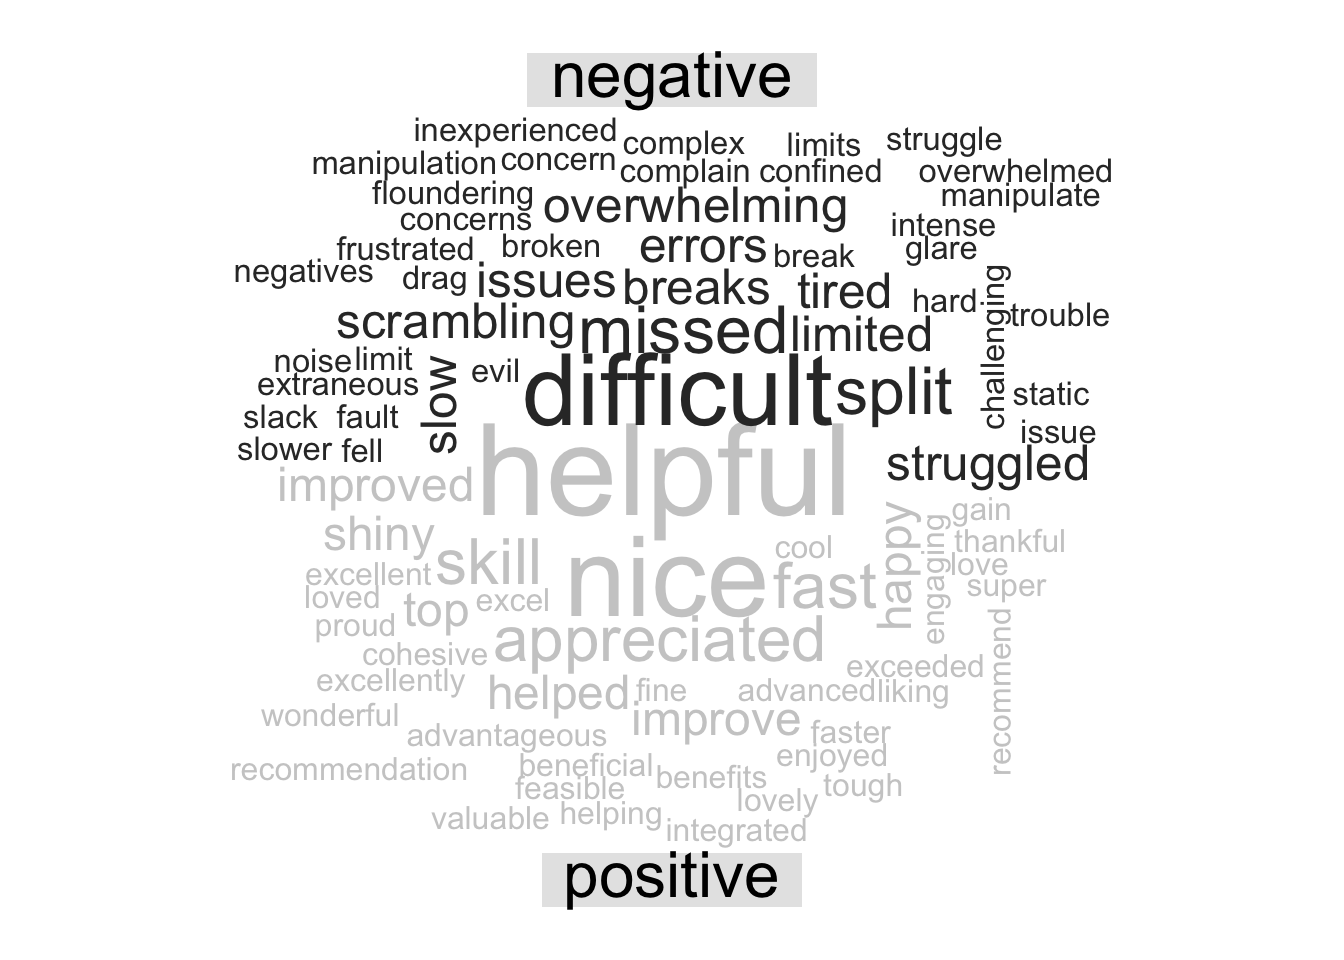 negative
inexperienced complex limits struggle
manipulation concern complain confined overwhelmed
floundering overwhelming manipulate
concerns intense
frustrated broken errors break glare
negatives drag issues breaks tired hard challenging trouble
scrambling missed limited
noise limit slow evil difficult split static
extraneous
slack fault issue
slower fell struggled
improved helpful happy gain
shiny skill nice cool engaging thankful
excellent fast love
loved top excel super
proud appreciated recommend
cohesive exceeded
excellently helped fine advanced liking
wonderful improve faster
advantageous enjoyed
recommendation beneficial benefits tough
feasible lovely
valuable helping integrated
positive